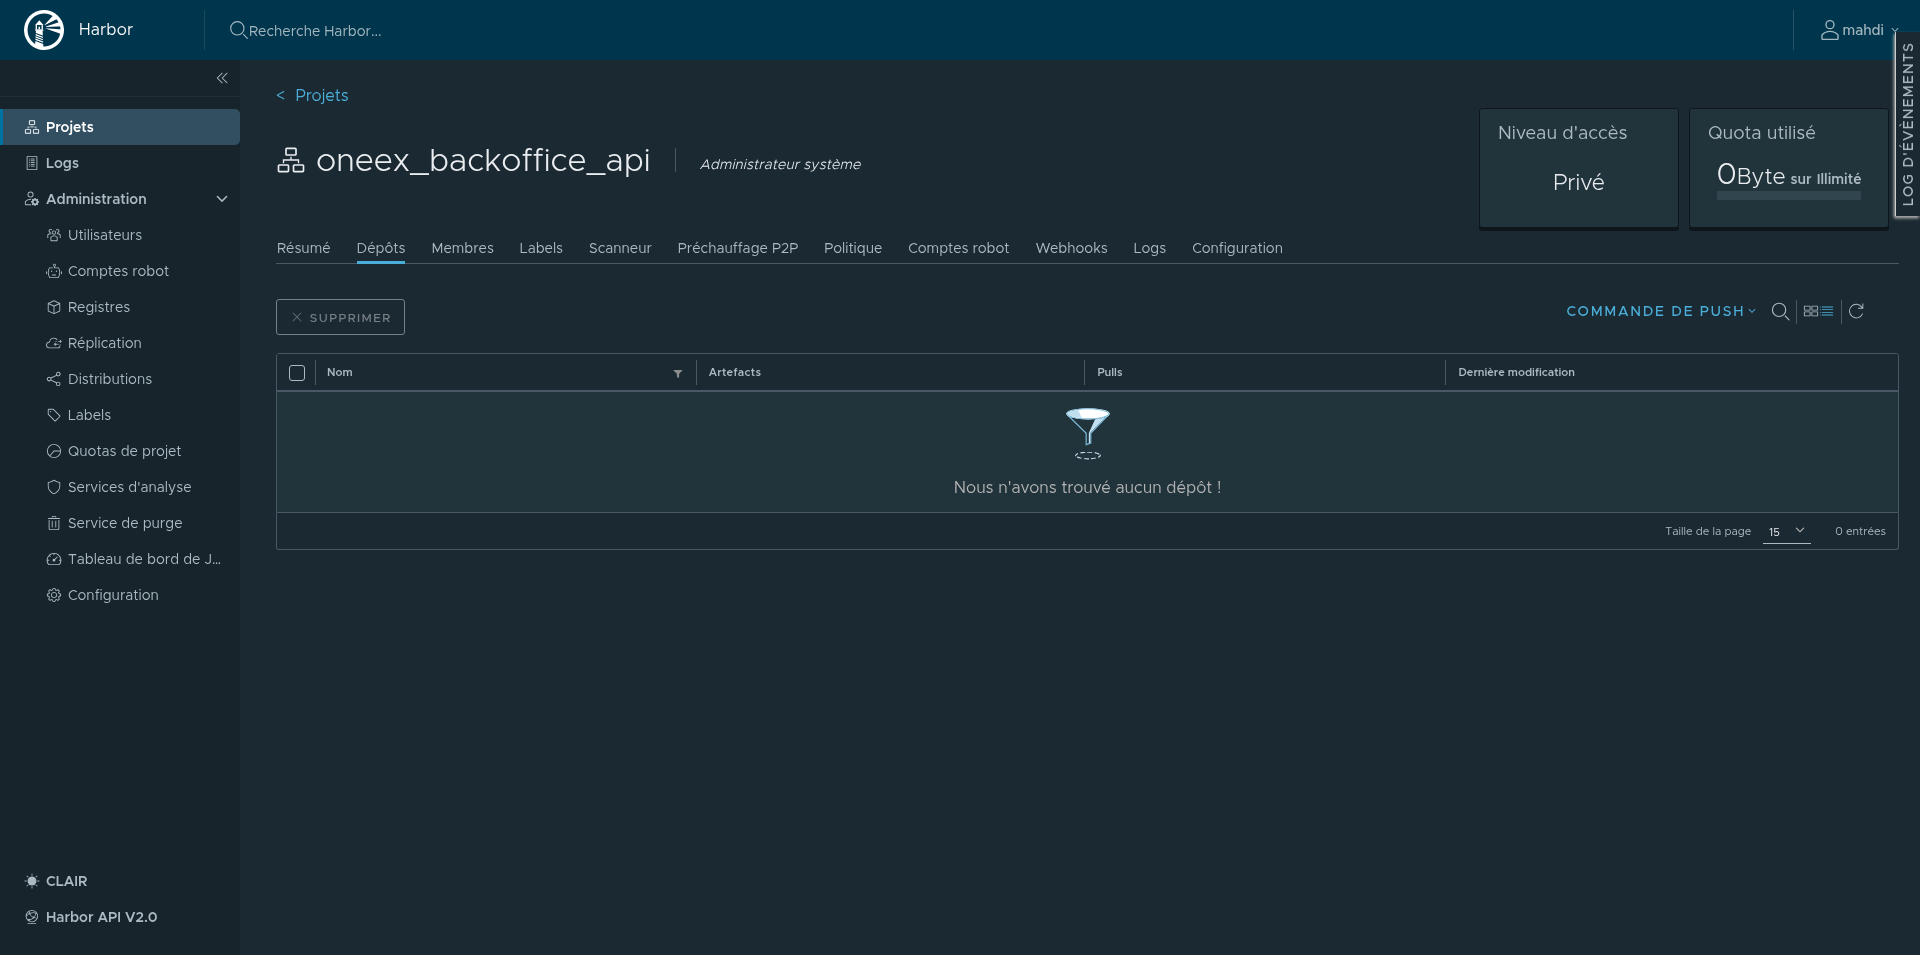 Harbor
Recherche Harbor...
mahdi
LOG D'ÉVÈNEMENTS
Projets
Logs
Administration
Utilisateurs
Comptes robot
Registres
Réplication
Distributions
Labels
Quotas de projet
Services d'analyse
Service de purge
Tableau de bord de J...
Configuration
CLAIR
Harbor API V2.0
< Projets
oneex_backoffice_api
Administrateur système
Niveau d'accès
Privé
Quota utilisé
0Byte sur Illimité
Résumé Dépôts Membres Labels Scanneur Préchauffage P2P Politique Comptes robot Webhooks Logs Configuration
SUPPRIMER
COMMANDE DE PUSH
Nom Artefacts Pulls Dernière modification
Nous n'avons trouvé aucun dépôt !
Taille de la page 15 0 entrées